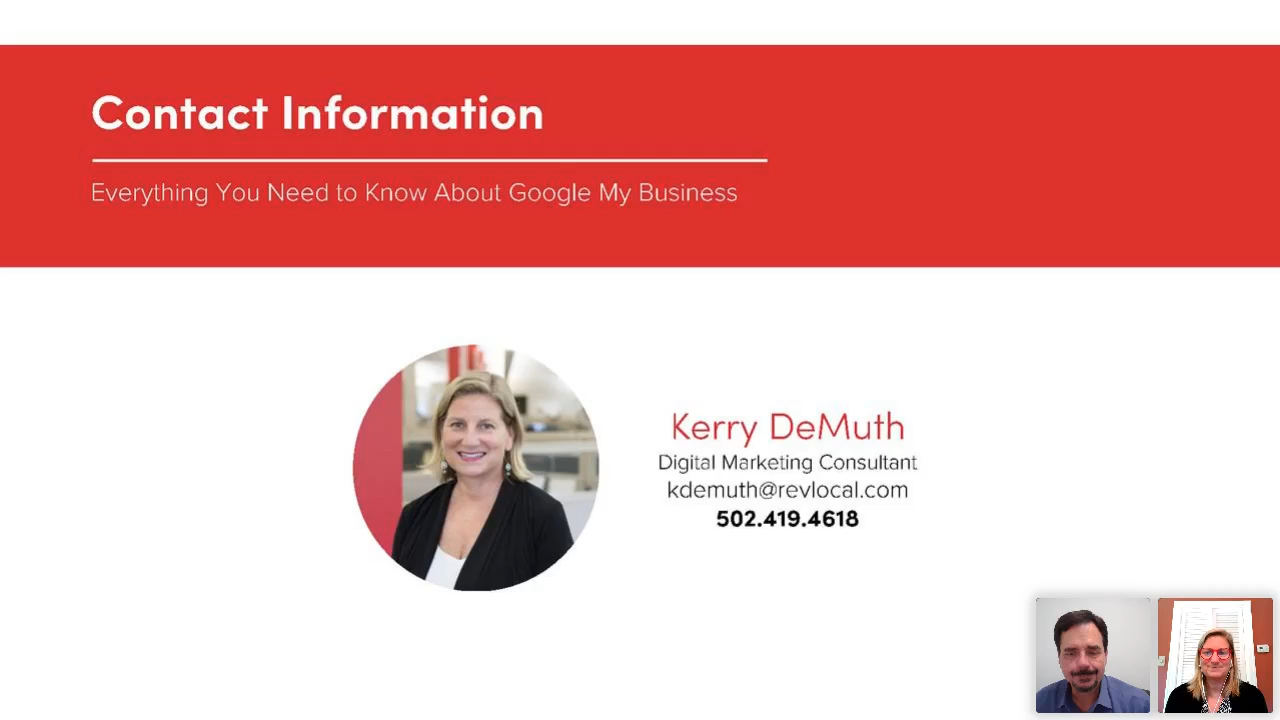 Contact Information
Everything You Need to Know About Google My Business
Kerry DeMuth
Digital Marketing Consultant
kdemuth@revlocal.com
502.419.4618